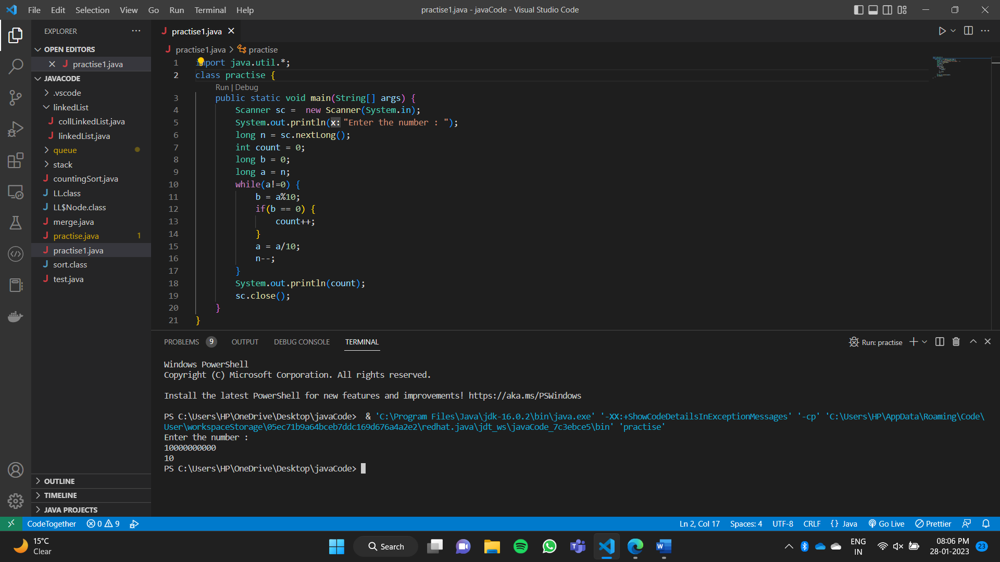 File Edit Selection View Go Run Terminal Help
practise1.java - javaCode - Visual Studio Code
EXPLORER
OPEN EDITORS
practise1.java
JAVACODE
.vscode
linkedList
collLinkedList.java
linkedList.java
queue
stack
countingSort.java
LL.class
LL$Node.class
merge.java
practise.java 1
practise1.java
sort.class
test.java
OUTLINE
TIMELINE
JAVA PROJECTS
practise1.java
practise1.java > practise
1 import java.util.*;
2 class practise {
Run | Debug
3 public static void main(String[] args) {
4 Scanner sc =  new Scanner(System.in);
5 System.out.println(x: "Enter the number : ");
6 long n = sc.nextLong();
7 int count = 0;
8 long b = 0;
9 long a = n;
10 while(a!=0) {
11 b = a%10;
12 if(b == 0) {
13 count++;
14 }
15 a = a/10;
16 n--;
17 }
18 System.out.println(count);
19 sc.close();
20 }
21 }
PROBLEMS 9 OUTPUT DEBUG CONSOLE TERMINAL
Run: practise
Windows PowerShell
Copyright (C) Microsoft Corporation. All rights reserved.
Install the latest PowerShell for new features and improvements! https://aka.ms/PSWindows
PS C:\Users\HP\OneDrive\Desktop\javaCode>  & 'C:\Program Files\Java\jdk-16.0.2\bin\java.exe' '-XX:+ShowCodeDetailsInExceptionMessages' '-cp' 'C:\Users\HP\AppData\Roaming\Code\
User\workspaceStorage\05ec71b9a64bceb7ddc169d676a4a2e2\redhat.java\jdt_ws\javaCode_7c3ebce5\bin' 'practise'
Enter the number :
10000000000
10
PS C:\Users\HP\OneDrive\Desktop\javaCode>
CodeTogether 0 9
Ln 2, Col 17 Spaces: 4 UTF-8 CRLF {} Java Go Live Prettier
15°C
Clear
Search
ENG
IN
08:06 PM
28-01-2023
23